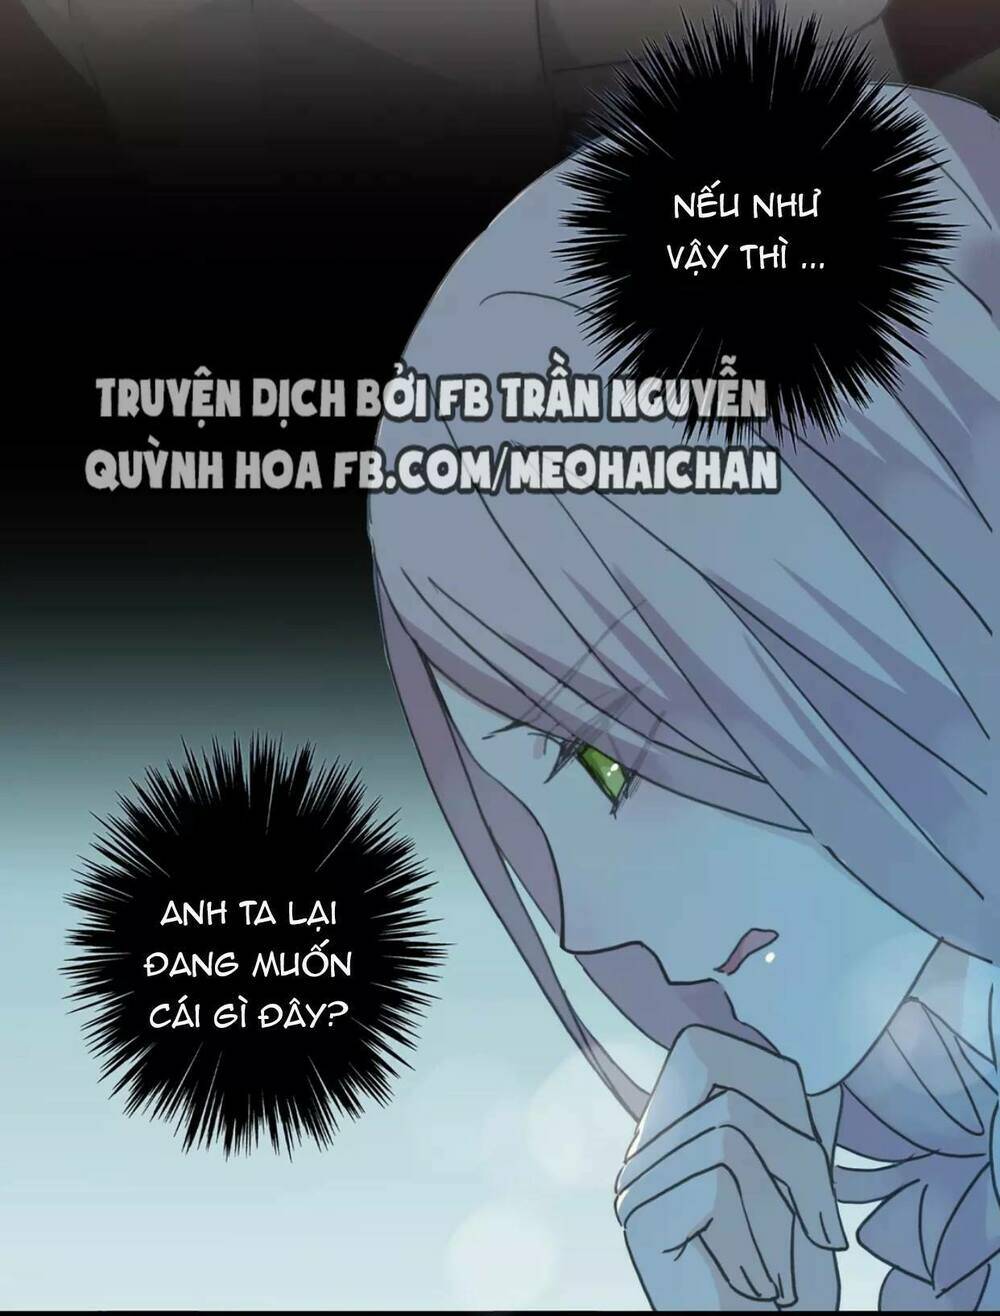 NẾU NHƯ
VẬY THÌ ...
TRUYỆN DỊCH BỞI FB TRẦN NGUYỄN
QUỲNH HOA FB.COM/MEOHAICHAN
ANH TA LẠI
ĐANG MUỐN
CÁI GÌ ĐÂY?